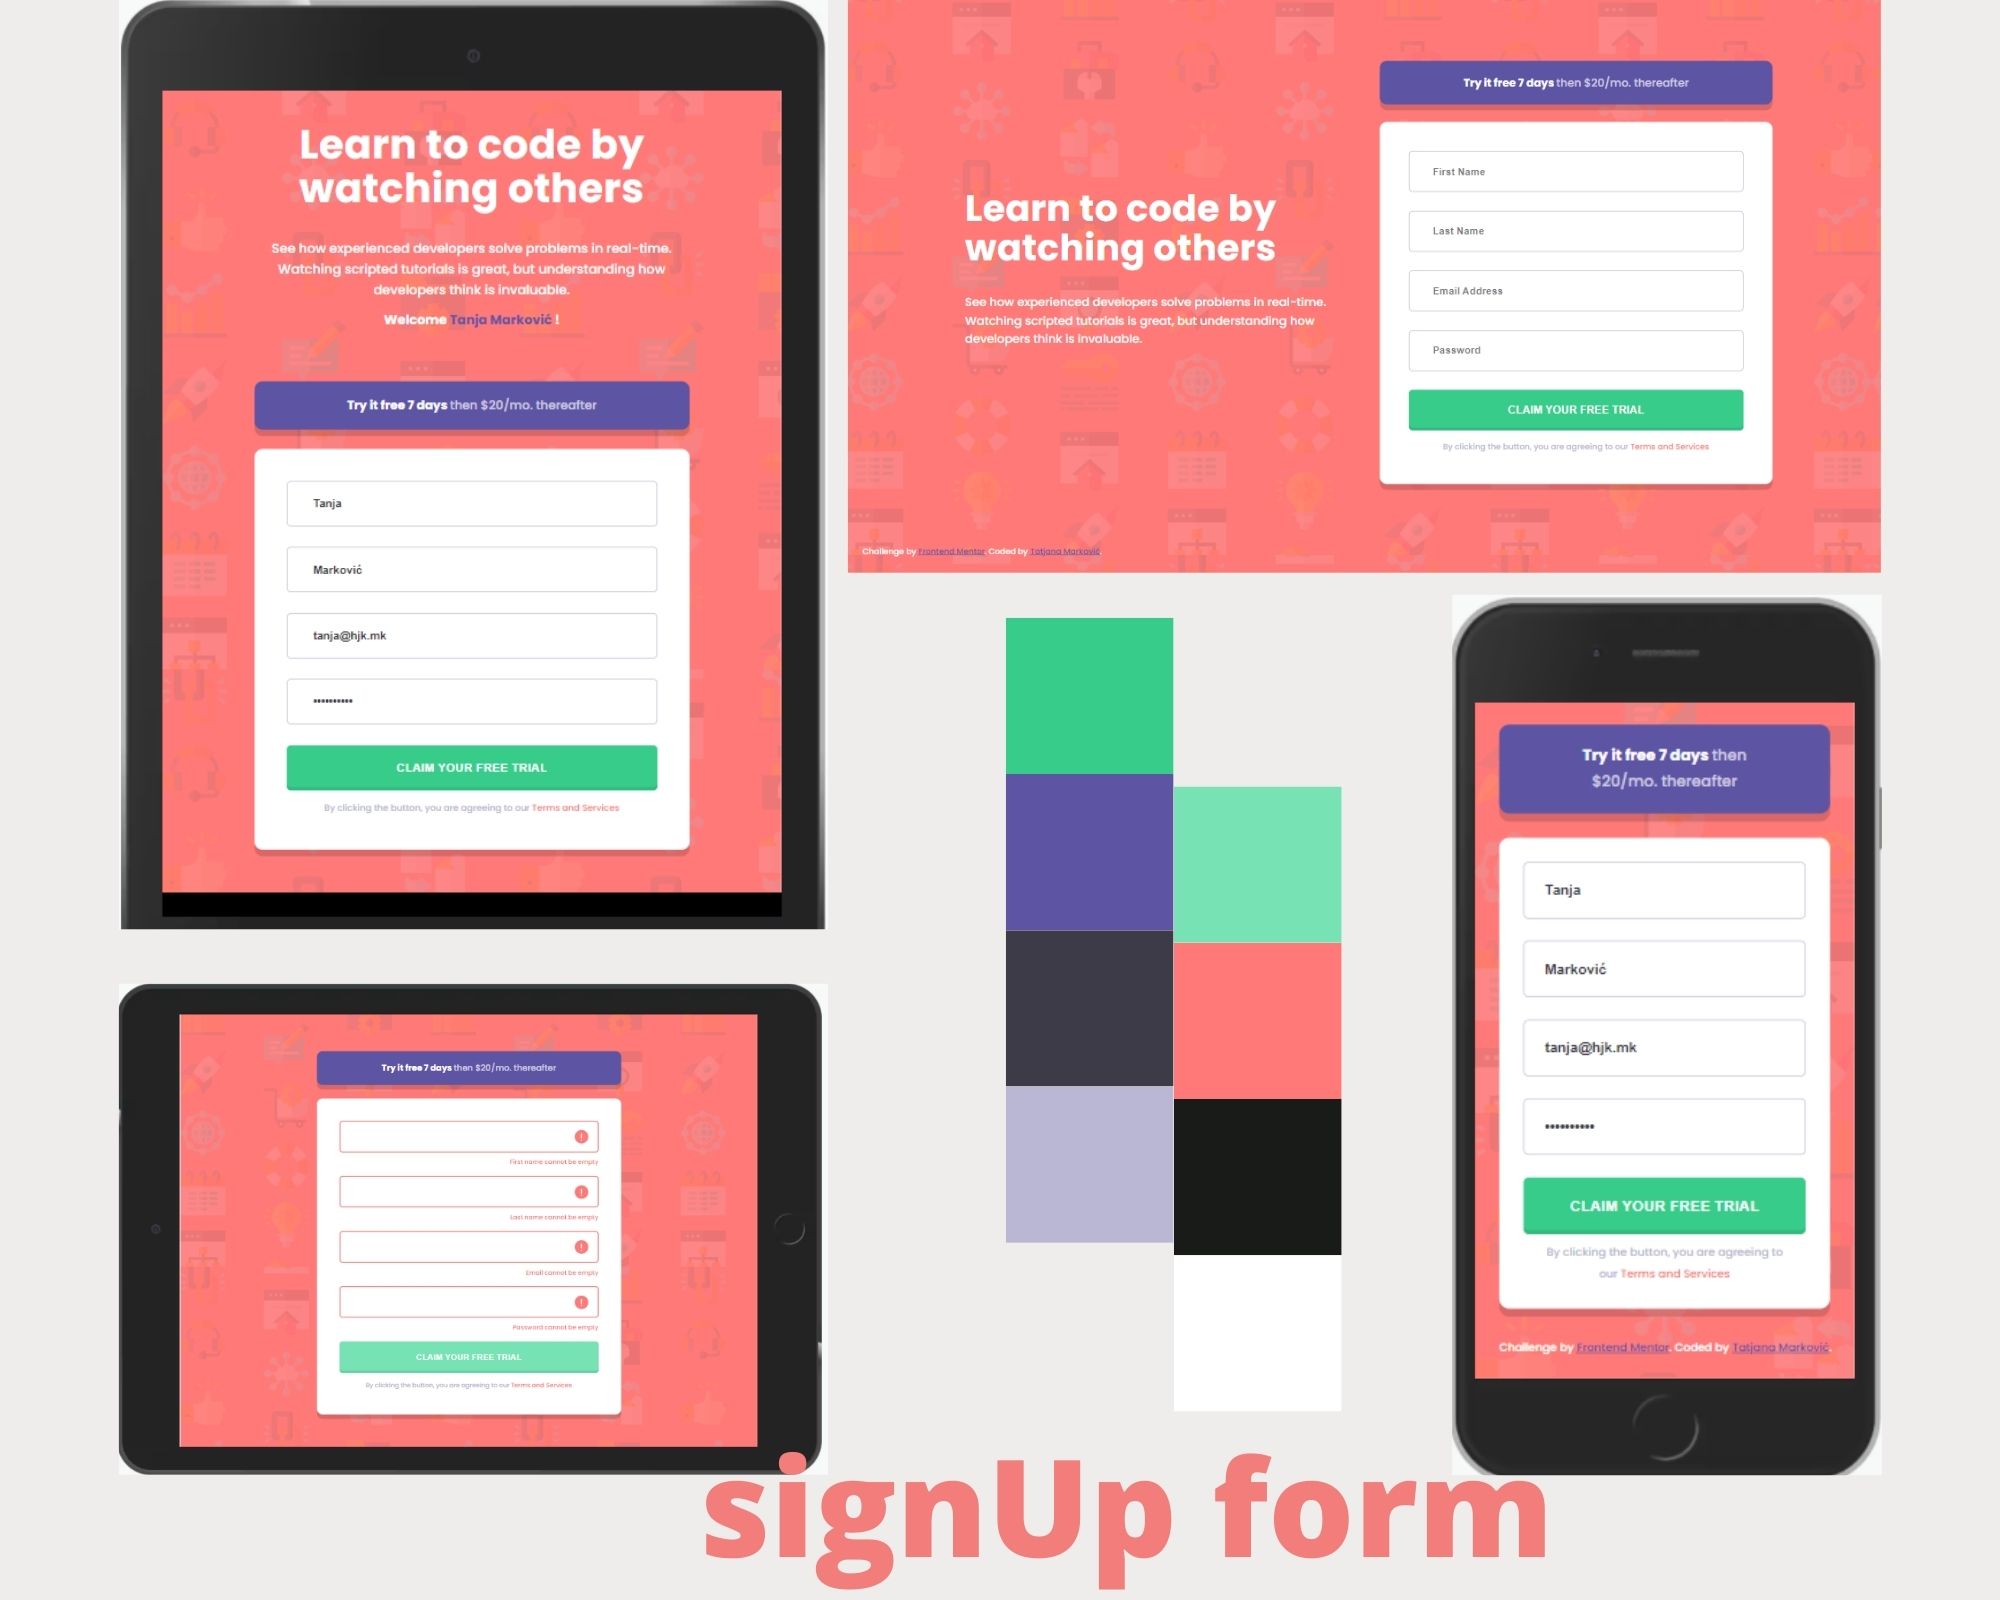 Learn to code by
watching others
See how experienced developers solve problems in real-time.
Watching scripted tutorials is great, but understanding how
developers think is invaluable.
Welcome Tanja Marković !
Try it free 7 days then $20/mo. thereafter
Tanja
Marković
tanja@hjk.mk
••••••••••
CLAIM YOUR FREE TRIAL
By clicking the button, you are agreeing to our Terms and Services
Learn to code by
watching others
See how experienced developers solve problems in real-time.
Watching scripted tutorials is great, but understanding how
developers think is invaluable.
Try it free 7 days then $20/mo. thereafter
First Name
Last Name
Email Address
Password
CLAIM YOUR FREE TRIAL
By clicking the button, you are agreeing to our Terms and Services
Challenge by Frontend Mentor. Coded by Tatjana Marković.
Try it free 7 days then $20/mo. thereafter
First name cannot be empty
Last name cannot be empty
Email cannot be empty
Password cannot be empty
CLAIM YOUR FREE TRIAL
By clicking the button, you are agreeing to our Terms and Services
Try it free 7 days then
$20/mo. thereafter
Tanja
Marković
tanja@hjk.mk
••••••••••
CLAIM YOUR FREE TRIAL
By clicking the button, you are agreeing to
our Terms and Services
Challenge by Frontend Mentor. Coded by Tatjana Marković.
signUp form